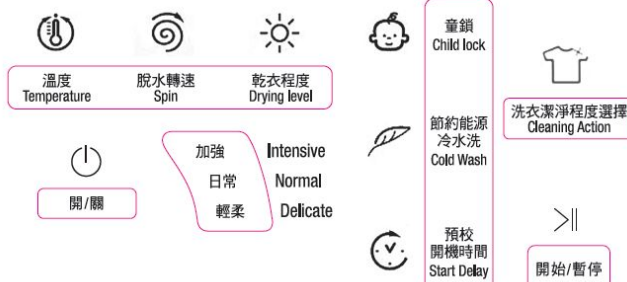 溫度
Temperature
脫水轉速
Spin
乾衣程度
Drying level
開/關
加強 Intensive
日常 Normal
輕柔 Delicate
童鎖
Child lock
節約能源
冷水洗
Cold Wash
預校
開機時間
Start Delay
洗衣潔淨程度選擇
Cleaning Action
開始/暫停